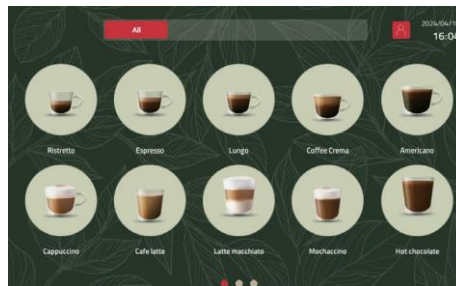 All
2024/04/1
16:04
Ristretto
Espresso
Lungo
Coffee Crema
Americano
Cappuccino
Cafe latte
Latte macchiato
Mochaccino
Hot chocolate